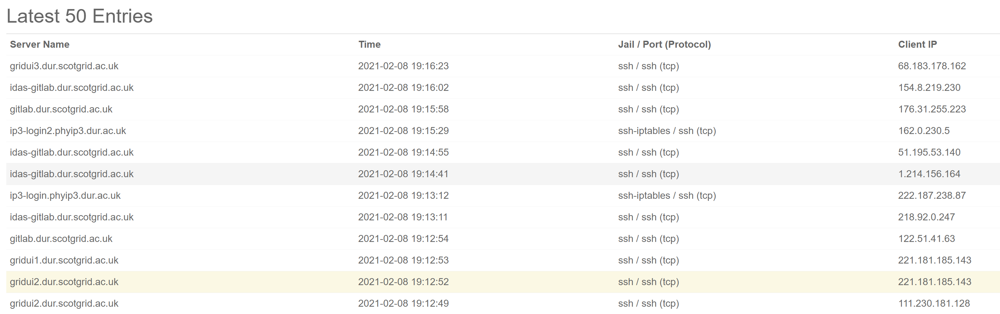 Latest 50 Entries
Server Name Time Jail / Port (Protocol) Client IP
gridui3.dur.scotgrid.ac.uk 2021-02-08 19:16:23 ssh / ssh (tcp) 68.183.178.162
idas-gitlab.dur.scotgrid.ac.uk 2021-02-08 19:16:02 ssh / ssh (tcp) 154.8.219.230
gitlab.dur.scotgrid.ac.uk 2021-02-08 19:15:58 ssh / ssh (tcp) 176.31.255.223
ip3-login2.phyip3.dur.ac.uk 2021-02-08 19:15:29 ssh-iptables / ssh (tcp) 162.0.230.5
idas-gitlab.dur.scotgrid.ac.uk 2021-02-08 19:14:55 ssh / ssh (tcp) 51.195.53.140
idas-gitlab.dur.scotgrid.ac.uk 2021-02-08 19:14:41 ssh / ssh (tcp) 1.214.156.164
ip3-login.phyip3.dur.ac.uk 2021-02-08 19:13:12 ssh-iptables / ssh (tcp) 222.187.238.87
idas-gitlab.dur.scotgrid.ac.uk 2021-02-08 19:13:11 ssh / ssh (tcp) 218.92.0.247
gitlab.dur.scotgrid.ac.uk 2021-02-08 19:12:54 ssh / ssh (tcp) 122.51.41.63
gridui1.dur.scotgrid.ac.uk 2021-02-08 19:12:53 ssh / ssh (tcp) 221.181.185.143
gridui2.dur.scotgrid.ac.uk 2021-02-08 19:12:52 ssh / ssh (tcp) 221.181.185.143
gridui2.dur.scotgrid.ac.uk 2021-02-08 19:12:49 ssh / ssh (tcp) 111.230.181.128